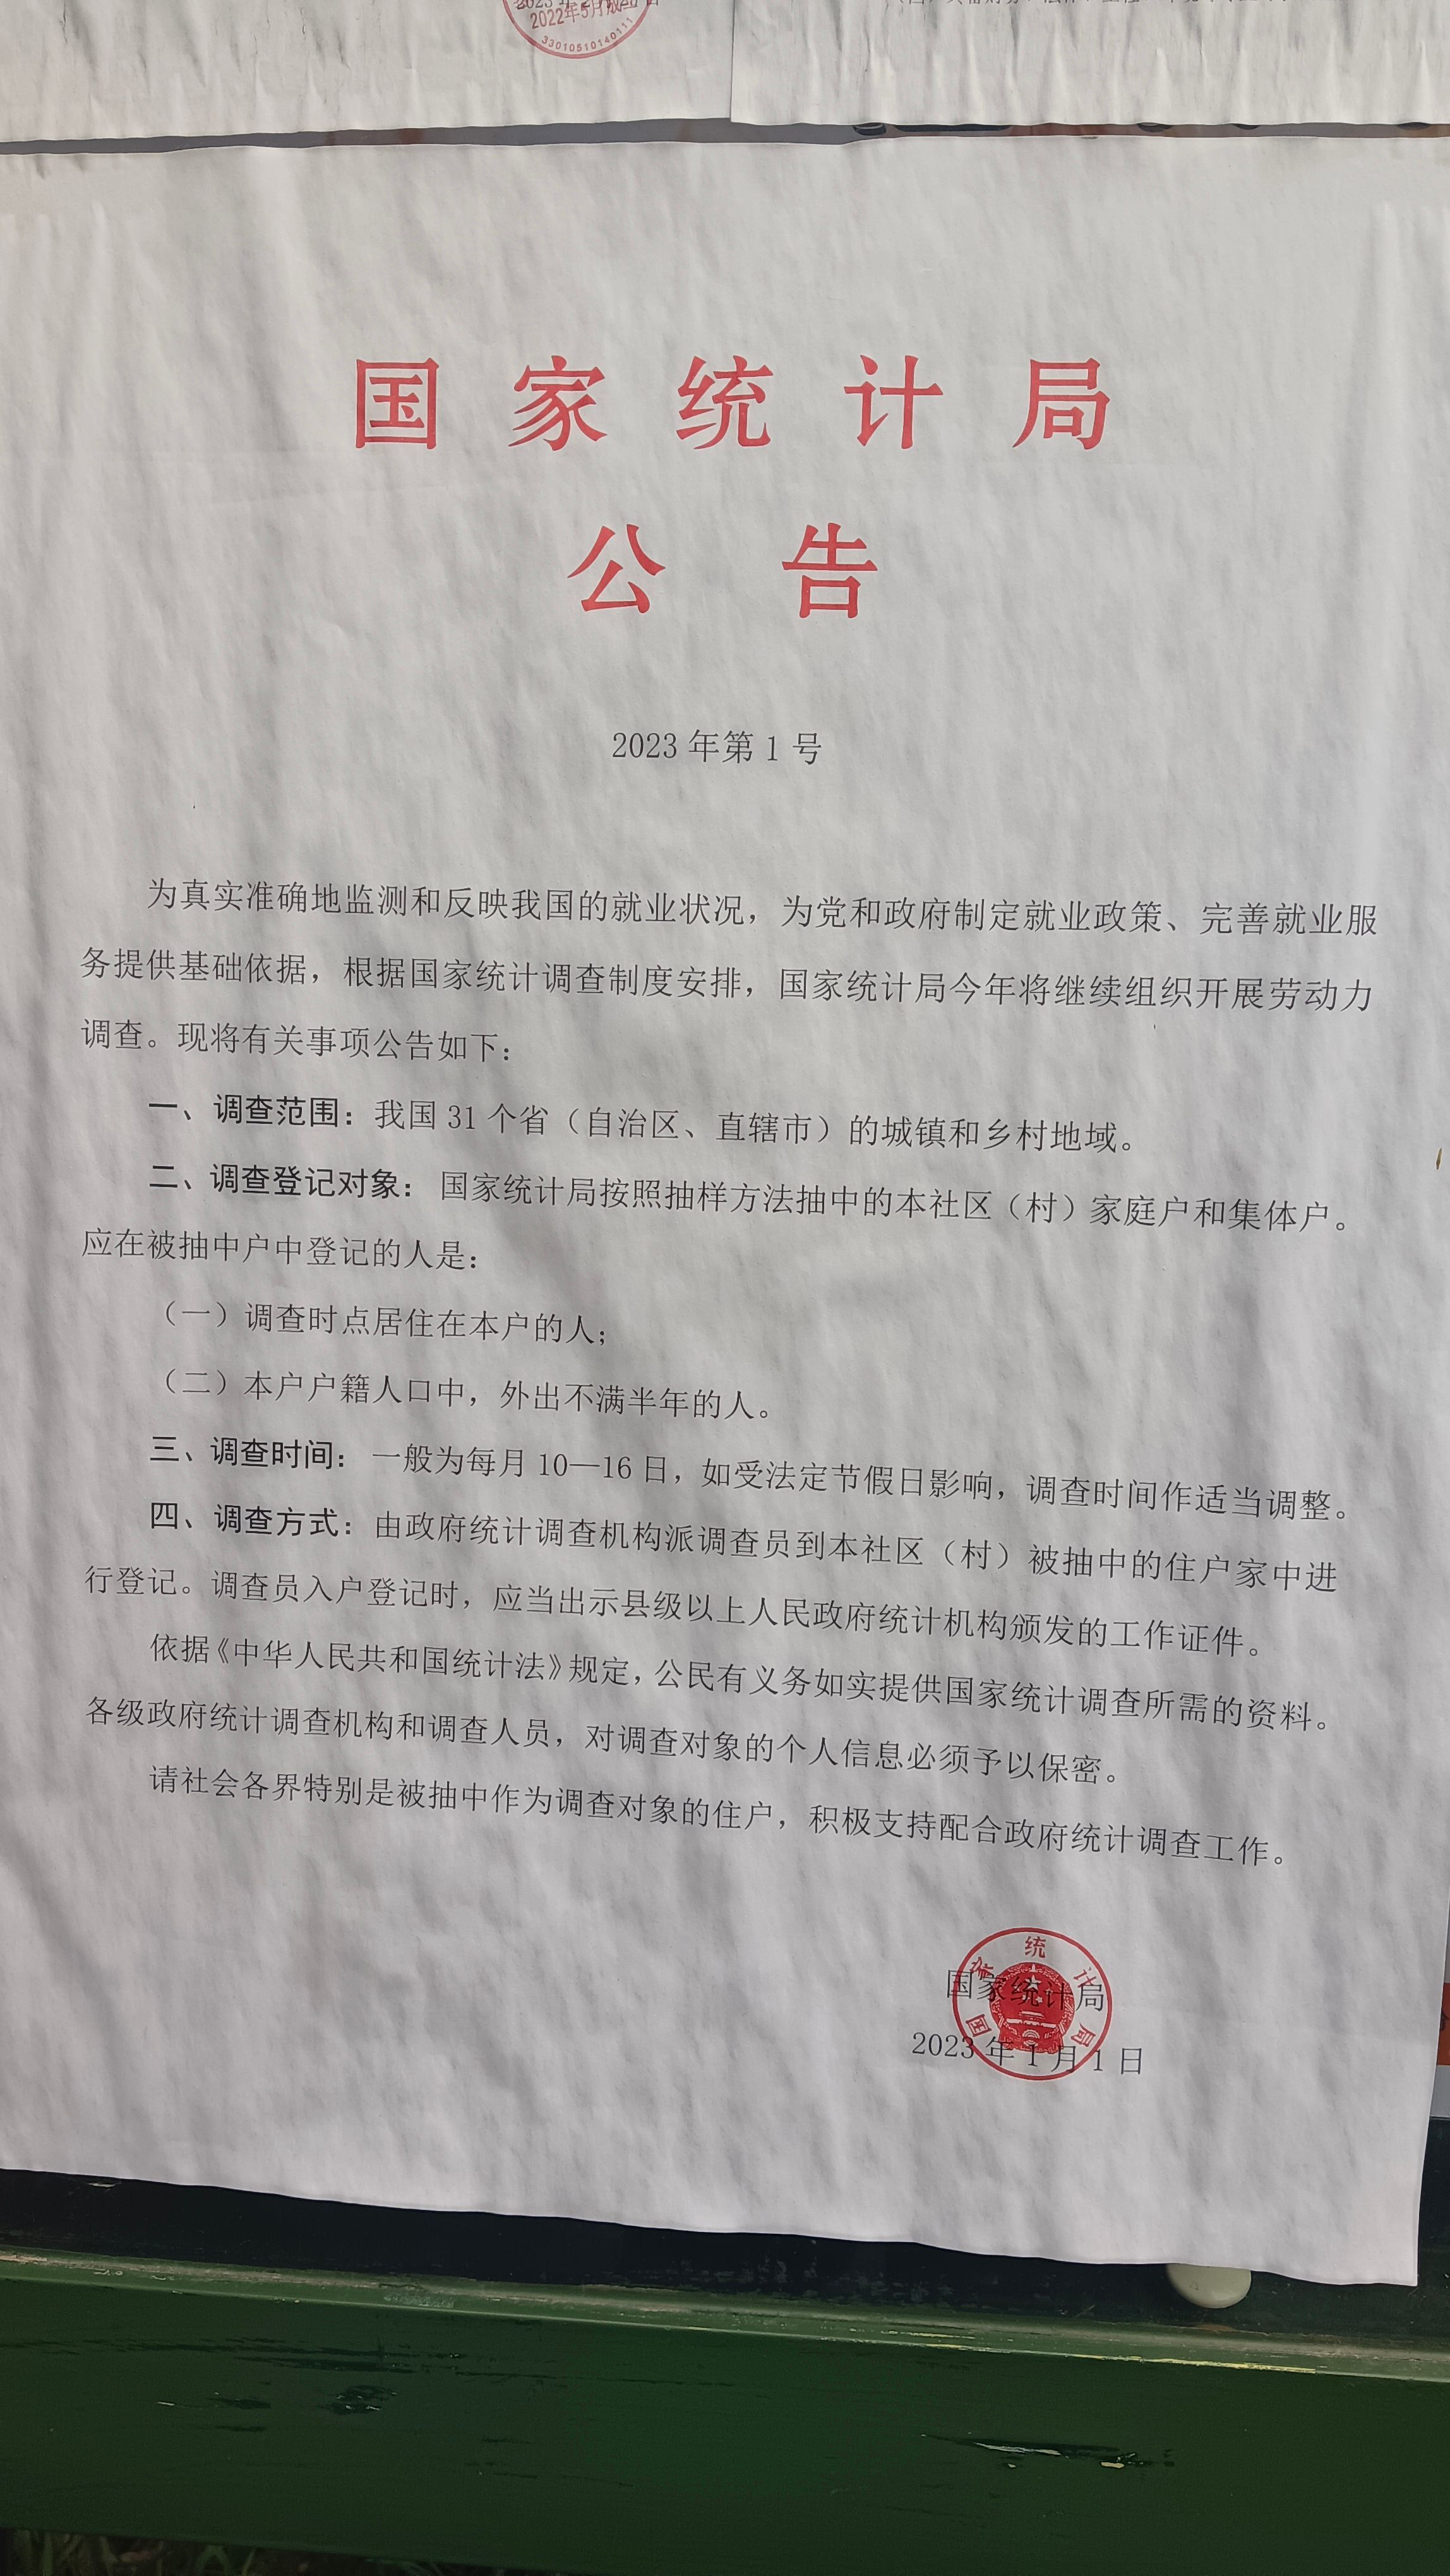 2022年5月成立
33010510140111
国家统计局
公告
2023年第1号
为真实准确地监测和反映我国的就业状况，为党和政府制定就业政策、完善就业服
务提供基础依据，根据国家统计调查制度安排，国家统计局今年将继续组织开展劳动力
调查。现将有关事项公告如下：
一、调查范围：我国31个省（自治区、直辖市）的城镇和乡村地域。
二、调查登记对象：国家统计局按照抽样方法抽中的本社区（村）家庭户和集体户。
应在被抽中户中登记的人是：
（一）调查时点居住在本户的人；
（二）本户户籍人口中，外出不满半年的人。
三、调查时间：一般为每月10—16日，如受法定节假日影响，调查时间作适当调整。
四、调查方式：由政府统计调查机构派调查员到本社区（村）被抽中的住户家中进
行登记。调查员入户登记时，应当出示县级以上人民政府统计机构颁发的工作证件。
依据《中华人民共和国统计法》规定，公民有义务如实提供国家统计调查所需的资料。
各级政府统计调查机构和调查人员，对调查对象的个人信息必须予以保密。
请社会各界特别是被抽中作为调查对象的住户，积极支持配合政府统计调查工作。
国家统计局
国家统计局
2023年1月1日